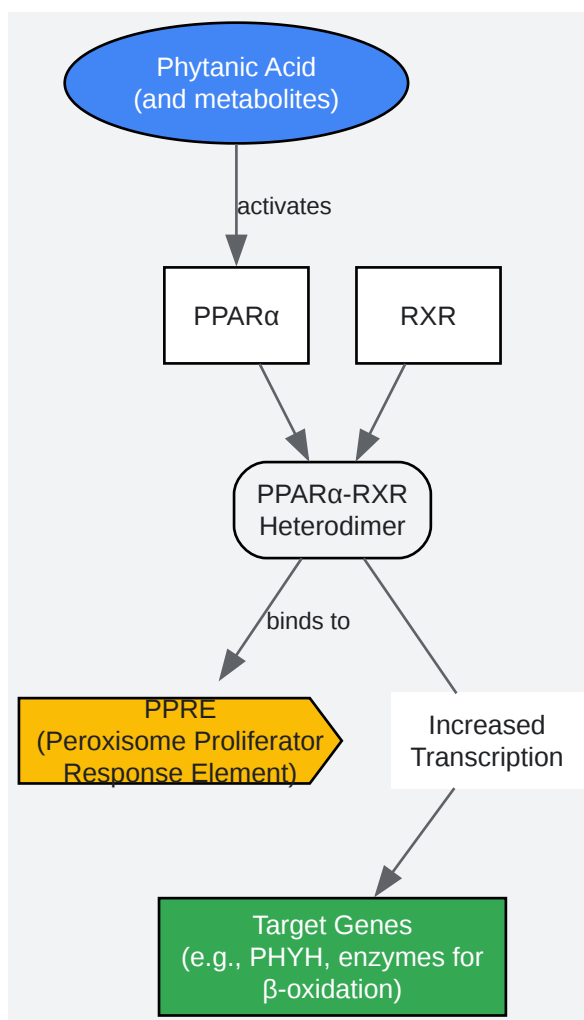 Phytanic Acid
(and metabolites)
activates
PPARα
RXR
PPARα-RXR
Heterodimer
binds to
PPRE
(Peroxisome Proliferator
Response Element)
Increased
Transcription
Target Genes
(e.g., PHYH, enzymes for
β-oxidation)